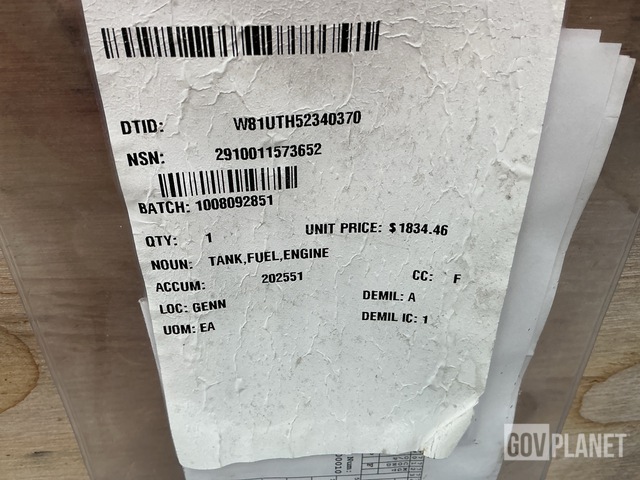 DTID: W81UTH52340370
NSN: 2910011573652
BATCH: 1008092851
QTY: 1 UNIT PRICE: $1834.46
NOUN: TANK,FUEL,ENGINE
ACCUM: 202551 CC: F
LOC: GENN DEMIL: A
UOM: EA DEMIL IC: 1
GOVPLANET